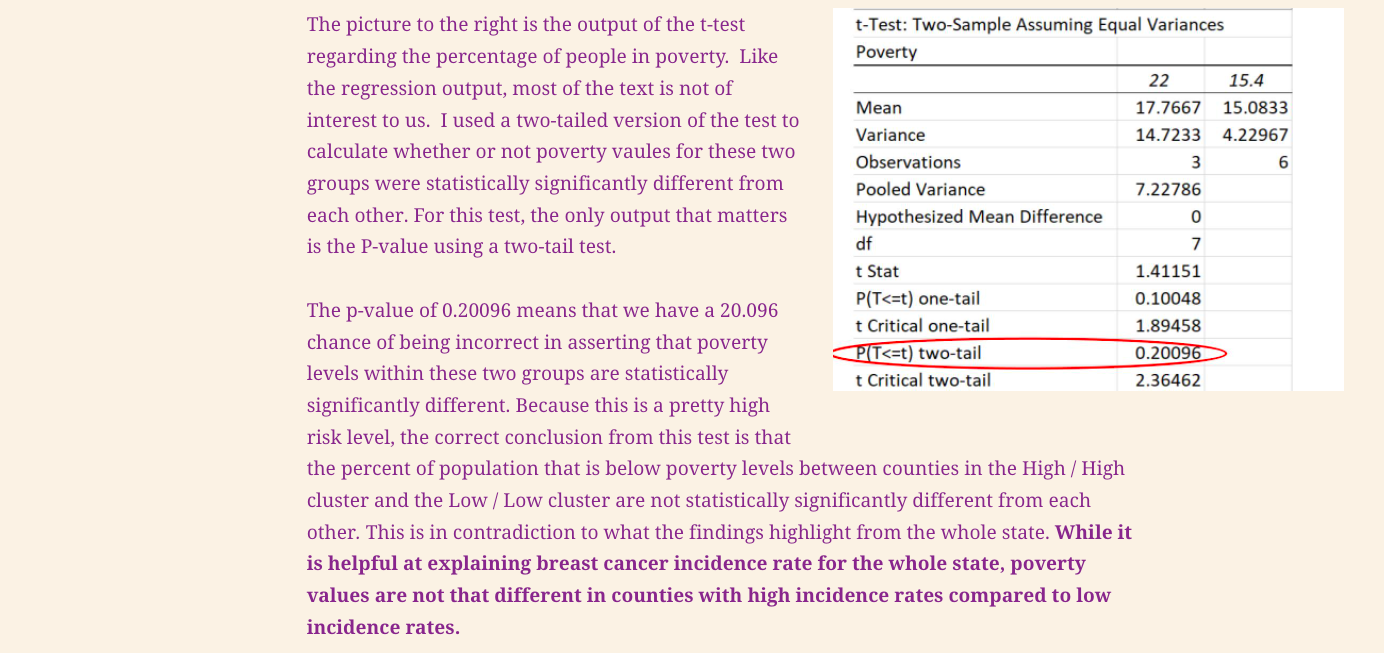 The picture to the right is the output of the t-test
regarding the percentage of people in poverty.  Like
the regression output, most of the text is not of
interest to us.  I used a two-tailed version of the test to
calculate whether or not poverty vaules for these two
groups were statistically significantly different from
each other. For this test, the only output that matters
is the P-value using a two-tail test.
The p-value of 0.20096 means that we have a 20.096
chance of being incorrect in asserting that poverty
levels within these two groups are statistically
significantly different. Because this is a pretty high
risk level, the correct conclusion from this test is that
the percent of population that is below poverty levels between counties in the High / High
cluster and the Low / Low cluster are not statistically significantly different from each
other. This is in contradiction to what the findings highlight from the whole state. While it
is helpful at explaining breast cancer incidence rate for the whole state, poverty
values are not that different in counties with high incidence rates compared to low
incidence rates.
t-Test: Two-Sample Assuming Equal Variances
Poverty
22 15.4
Mean 17.7667 15.0833
Variance 14.7233 4.22967
Observations 3 6
Pooled Variance 7.22786
Hypothesized Mean Difference 0
df 7
t Stat 1.41151
P(T<=t) one-tail 0.10048
t Critical one-tail 1.89458
P(T<=t) two-tail 0.20096
t Critical two-tail 2.36462